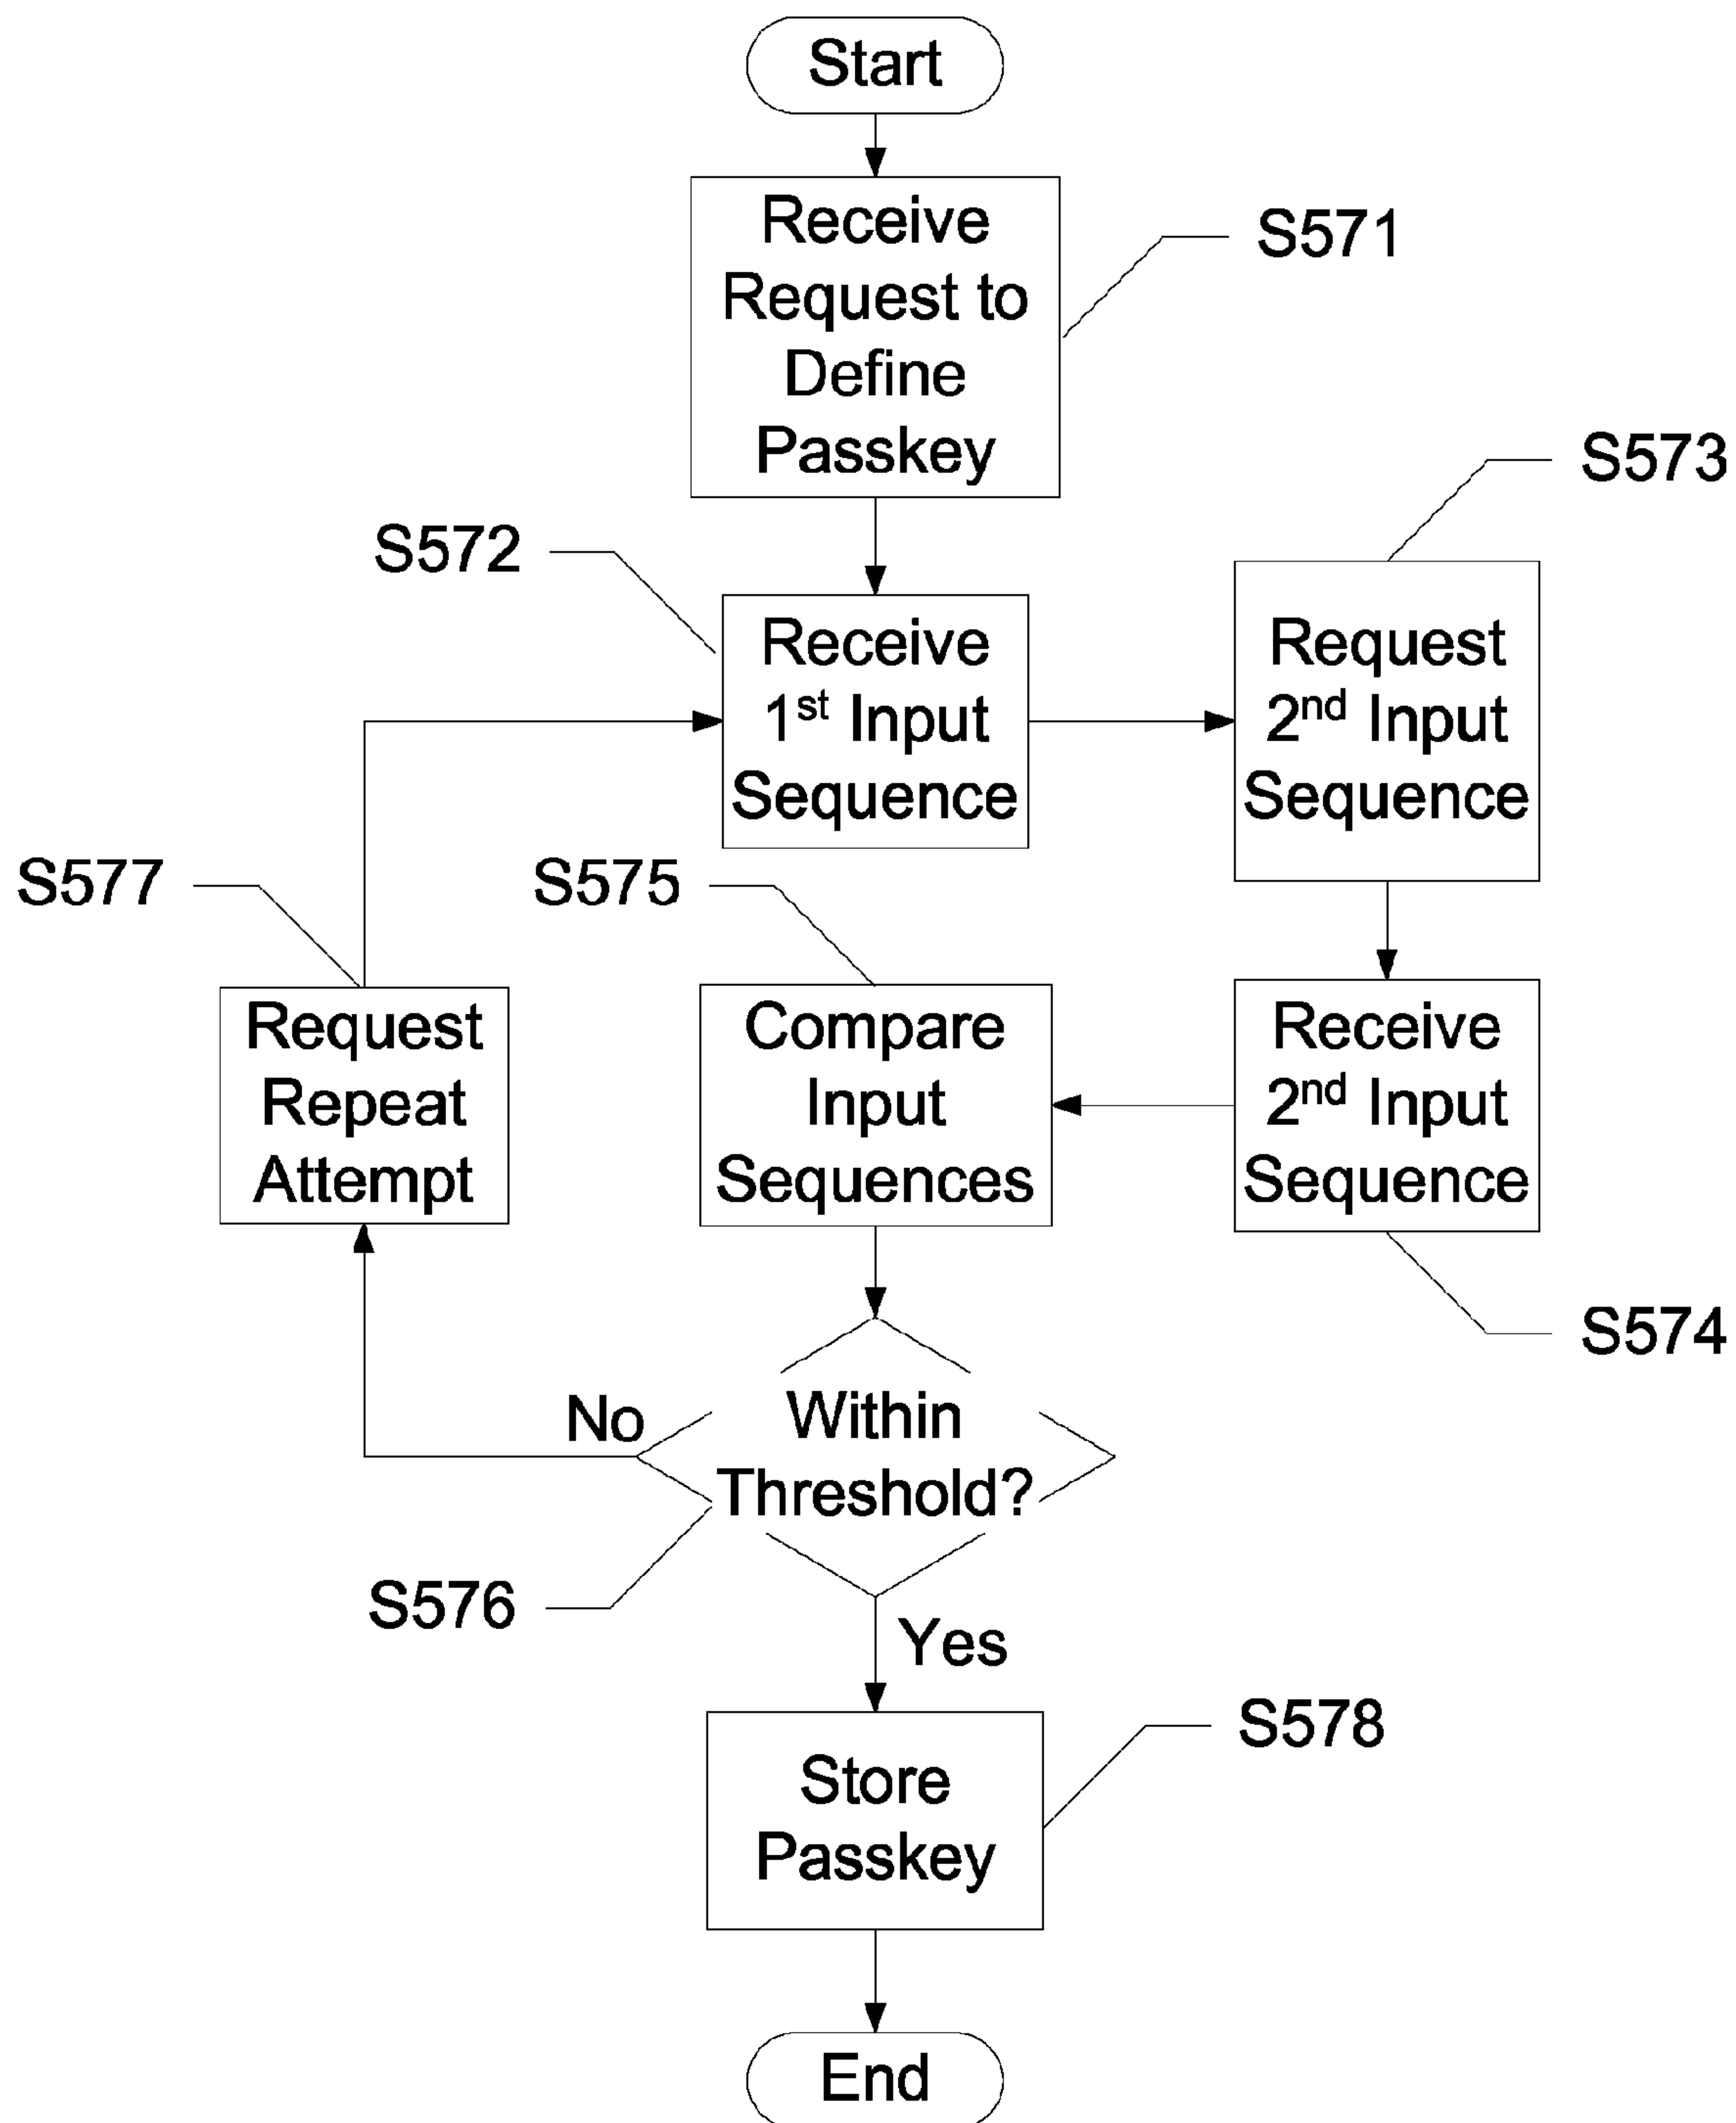 Start
Receive
Request to
Define
Passkey
S571
S573
S572
Receive
1st Input
Sequence
Request
2nd Input
Sequence
S577
S575
Request
Repeat
Attempt
Compare
Input
Sequences
Receive
2nd Input
Sequence
S574
No
Within
Threshold?
S576
Yes
S578
Store
Passkey
End